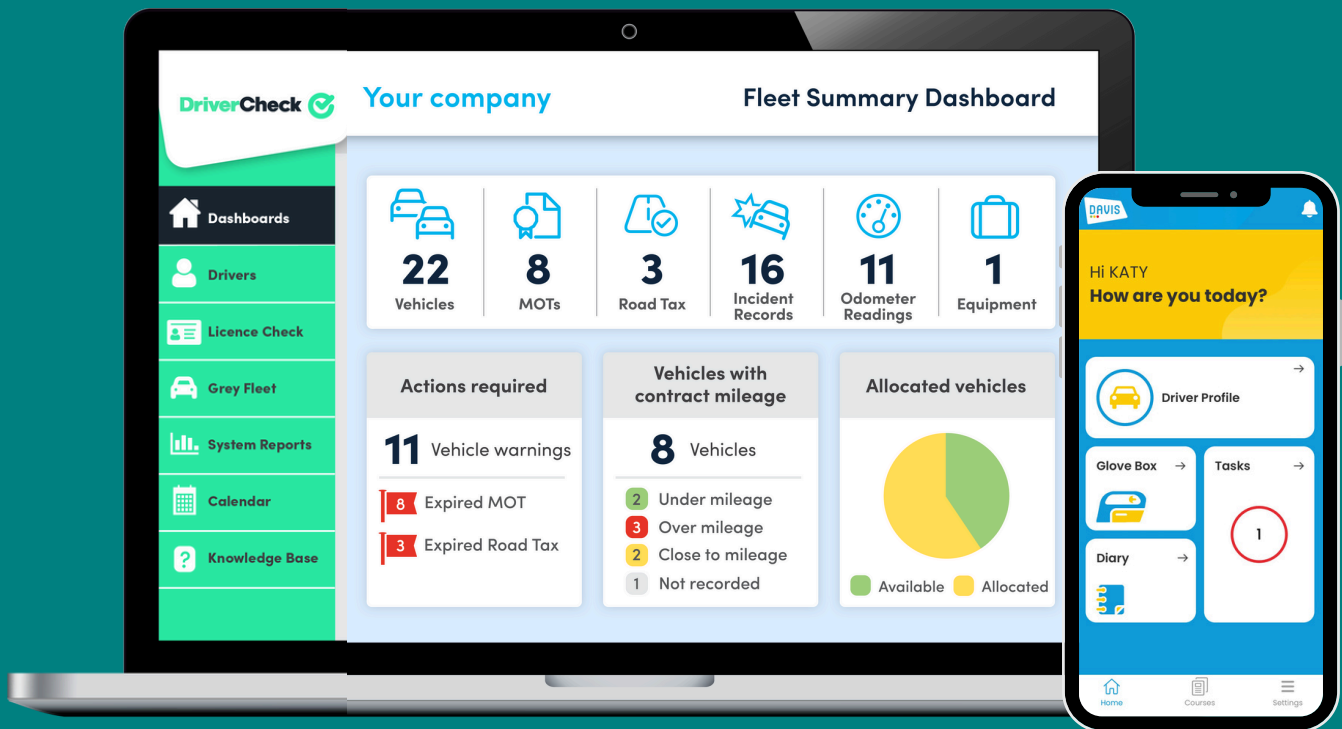 DriverCheck
Your company
Fleet Summary Dashboard
Dashboards
Drivers
Licence Check
Grey Fleet
System Reports
Calendar
? Knowledge Base
22
Vehicles
8
MOTs
3
Road Tax
16
Incident
Records
11
Odometer
Readings
1
Equipment
Actions required
11 Vehicle warnings
8 Expired MOT
3 Expired Road Tax
Vehicles with
contract mileage
8 Vehicles
2 Under mileage
3 Over mileage
2 Close to mileage
1 Not recorded
Allocated vehicles
Available Allocated
DAVIS
Hi KATY
How are you today?
Driver Profile
Glove Box
Tasks
1
Diary
Home
Courses
Settings